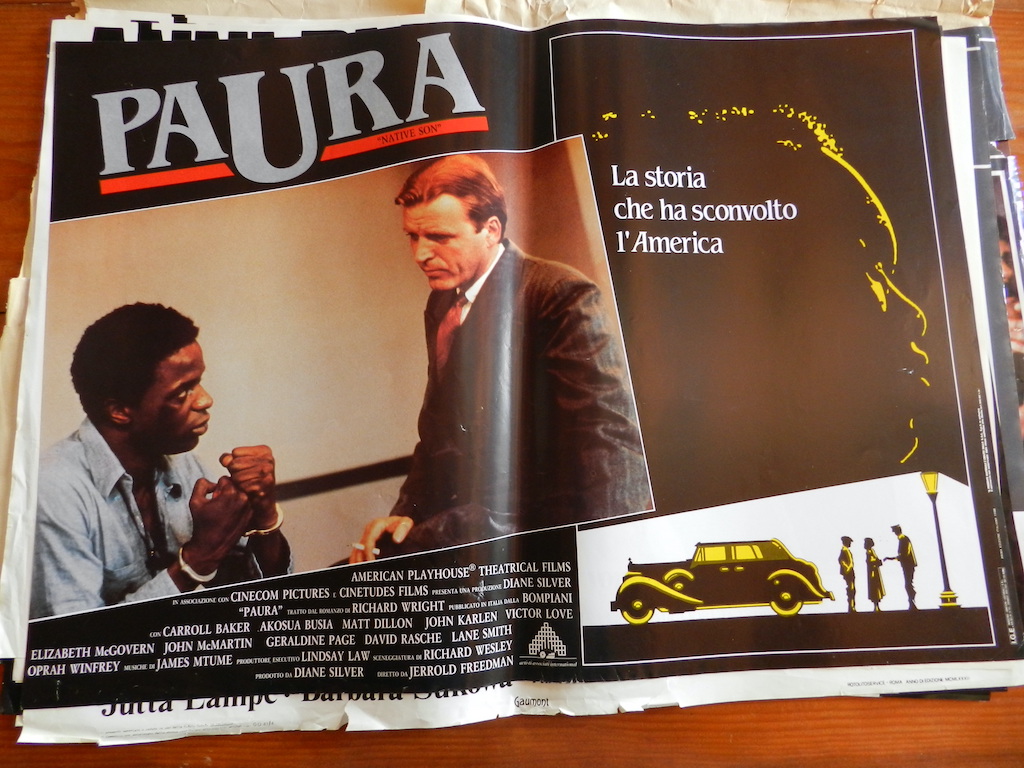 PAURA
"NATIVE SON"
La storia
che ha sconvolto
l'America
AMERICAN PLAYHOUSE® THEATRICAL FILMS
IN ASSOCIAZIONE CON CINECOM PICTURES E CINETUDES FILMS PRESENTA UNA PRODUZIONE DIANE SILVER
"PAURA" TRATTO DAL ROMANZO DI RICHARD WRIGHT PUBBLICATO IN ITALIA DALLA BOMPIANI
CON CARROLL BAKER AKOSUA BUSIA MATT DILLON JOHN KARLEN VICTOR LOVE
ELIZABETH McGOVERN JOHN McMARTIN GERALDINE PAGE DAVID RASCHE LANE SMITH
OPRAH WINFREY MUSICHE DI JAMES MTUME PRODUTTORE ESECUTIVO LINDSAY LAW SCENEGGIATURA DI RICHARD WESLEY
PRODOTTO DA DIANE SILVER DIRETTO DA JERROLD FREEDMAN
Jutta Lampe · Barbara Sukowa
Gaumont